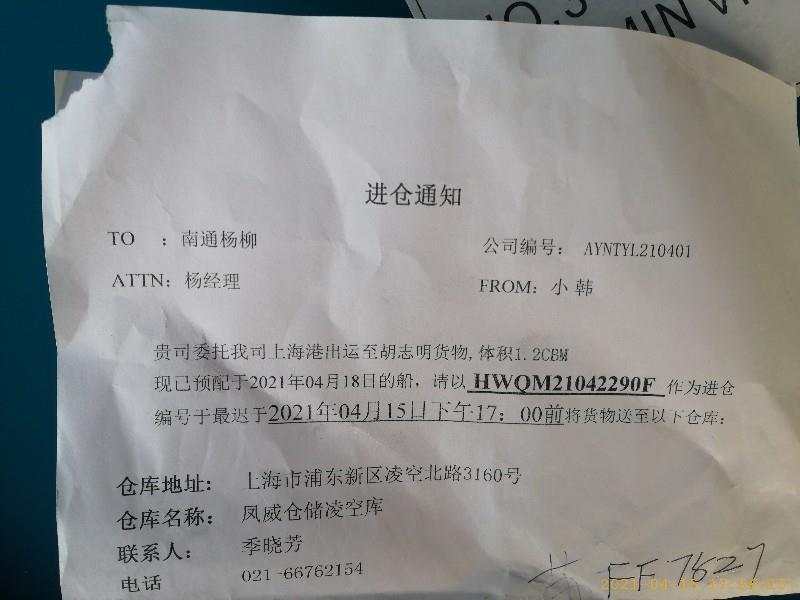 NO.3
MIN
进仓通知
TO ：南通杨柳 公司编号： AYNTYL210401
ATTN：杨经理 FROM：小 韩
贵司委托我司上海港出运至胡志明货物,体积1.2CBM
现已预配于2021年04月18日的船，请以 HWQM21042290F 作为进仓
编号于最迟于2021年04月15日下午17：00前将货物送至以下仓库：
仓库地址： 上海市浦东新区凌空北路3160号
仓库名称： 凤威仓储凌空库
联系人： 季晓芳
电话 021-66762154
FF7827
2021-04-15